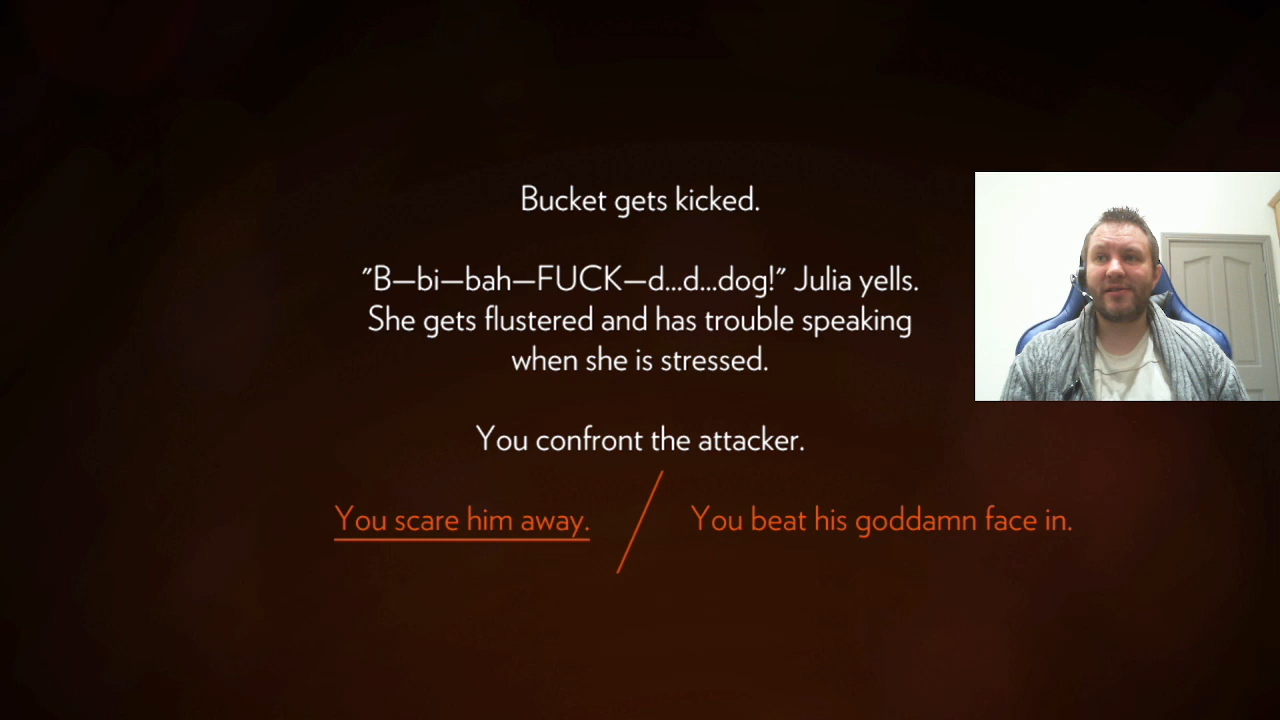 Bucket gets kicked.
"B—bi—bah—FUCK—d...d...dog!" Julia yells.
She gets flustered and has trouble speaking
when she is stressed.
You confront the attacker.
You scare him away. / You beat his goddamn face in.